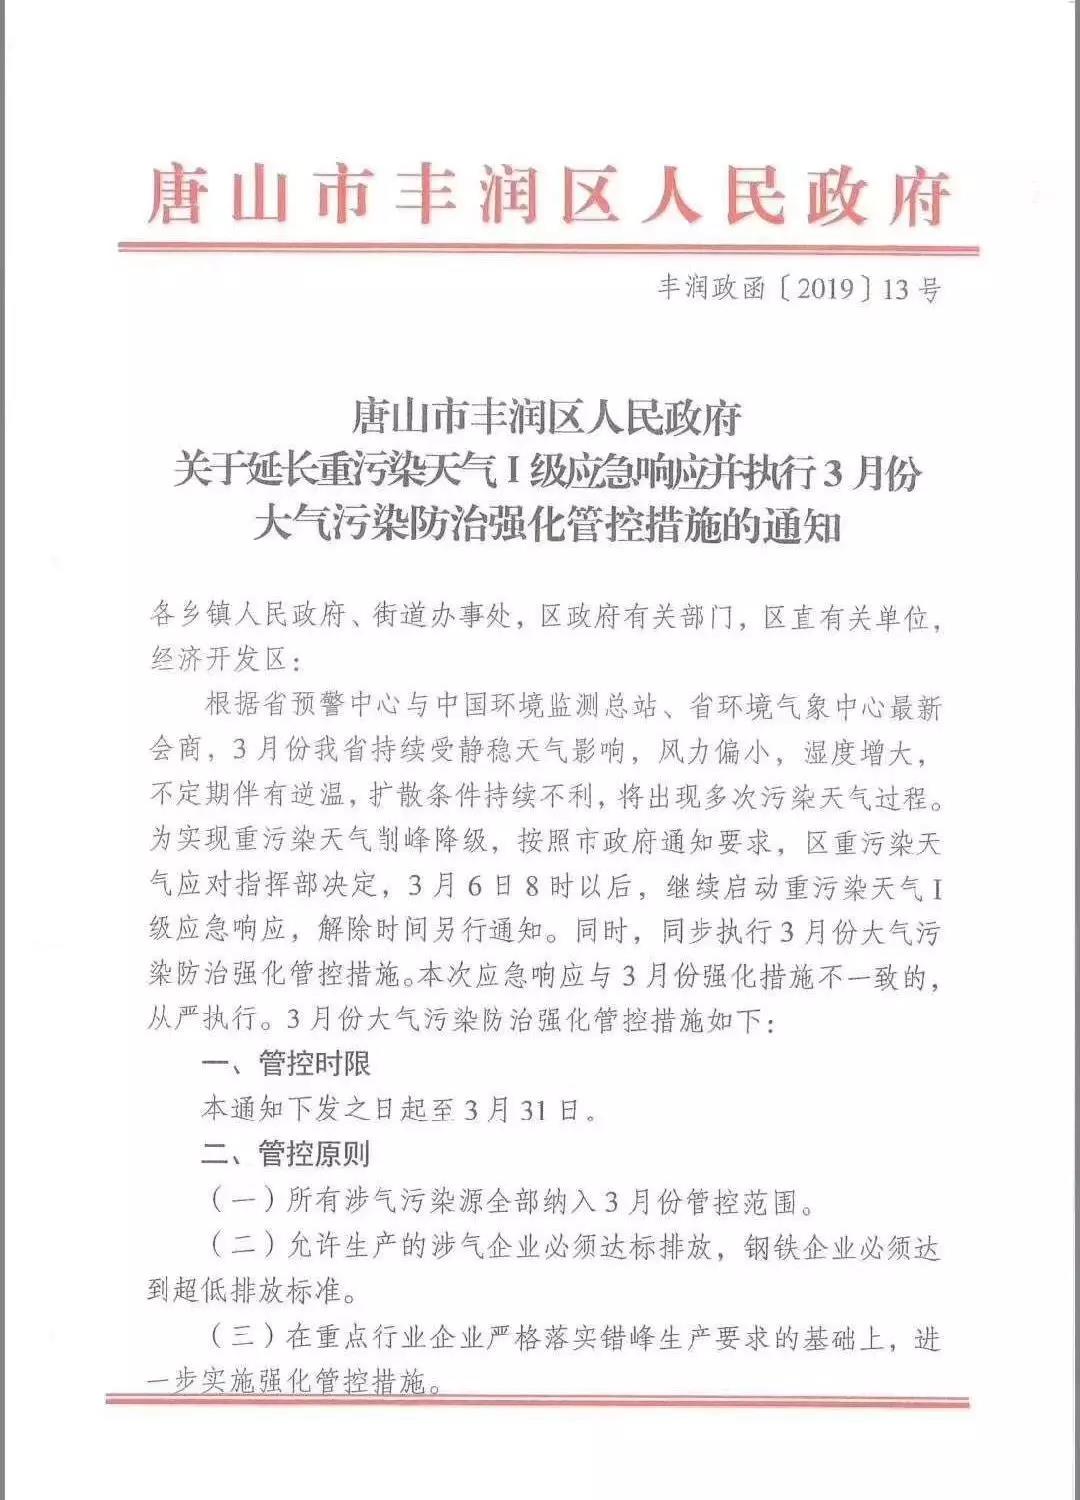 唐山市丰润区人民政府
丰润政函〔2019〕13号
唐山市丰润区人民政府
关于延长重污染天气Ⅰ级应急响应并执行3月份
大气污染防治强化管控措施的通知
各乡镇人民政府、街道办事处，区政府有关部门，区直有关单位，
经济开发区：
根据省预警中心与中国环境监测总站、省环境气象中心最新
会商，3月份我省持续受静稳天气影响，风力偏小，湿度增大，
不定期伴有逆温，扩散条件持续不利，将出现多次污染天气过程。
为实现重污染天气削峰降级，按照市政府通知要求，区重污染天
气应对指挥部决定，3月6日8时以后，继续启动重污染天气Ⅰ
级应急响应，解除时间另行通知。同时，同步执行3月份大气污
染防治强化管控措施。本次应急响应与3月份强化措施不一致的，
从严执行。3月份大气污染防治强化管控措施如下：
一、管控时限
本通知下发之日起至3月31日。
二、管控原则
（一）所有涉气污染源全部纳入3月份管控范围。
（二）允许生产的涉气企业必须达标排放，钢铁企业必须达
到超低排放标准。
（三）在重点行业企业严格落实错峰生产要求的基础上，进
一步实施强化管控措施。